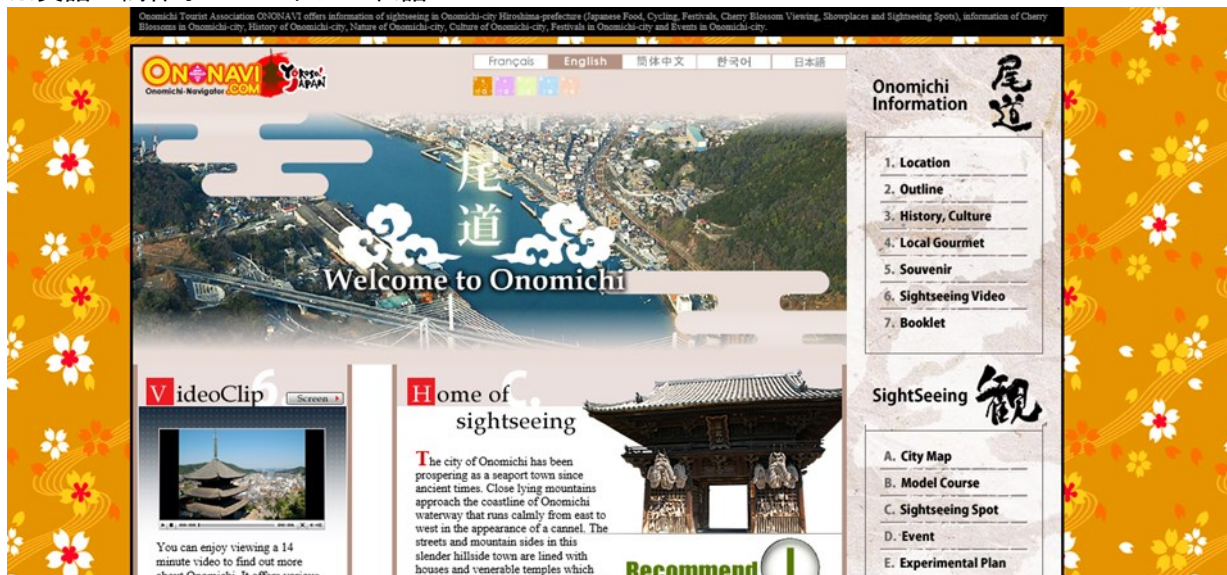 Onomichi Tourist Association ONONAVI offers information of sightseeing in Onomichi-city Hiroshima-prefecture (Japanese Food, Cycling, Festivals, Cherry Blossom Viewing, Showplaces and Sightseeing Spots), information of Cherry
Blossoms in Onomichi-city, History of Onomichi-city, Nature of Onomichi-city, Culture of Onomichi-city, Festivals in Onomichi-city and Events in Onomichi-city.
ONONAVI.COM
Onomichi-Navigator
Yokoso! JAPAN
Français English 简体中文 한국어 日本語
尾道
Welcome to Onomichi
VideoClip
Screen
You can enjoy viewing a 14
minute video to find out more
Home of
sightseeing
The city of Onomichi has been
prospering as a seaport town since
ancient times. Close lying mountains
approach the coastline of Onomichi
waterway that runs calmly from east to
west in the appearance of a cannel. The
streets and mountain sides in this
slender hillside town are lined with
houses and venerable temples which
Recommend
Onomichi
Information
尾道
1. Location
2. Outline
3. History, Culture
4. Local Gourmet
5. Souvenir
6. Sightseeing Video
7. Booklet
SightSeeing
観
A. City Map
B. Model Course
C. Sightseeing Spot
D. Event
E. Experimental Plan